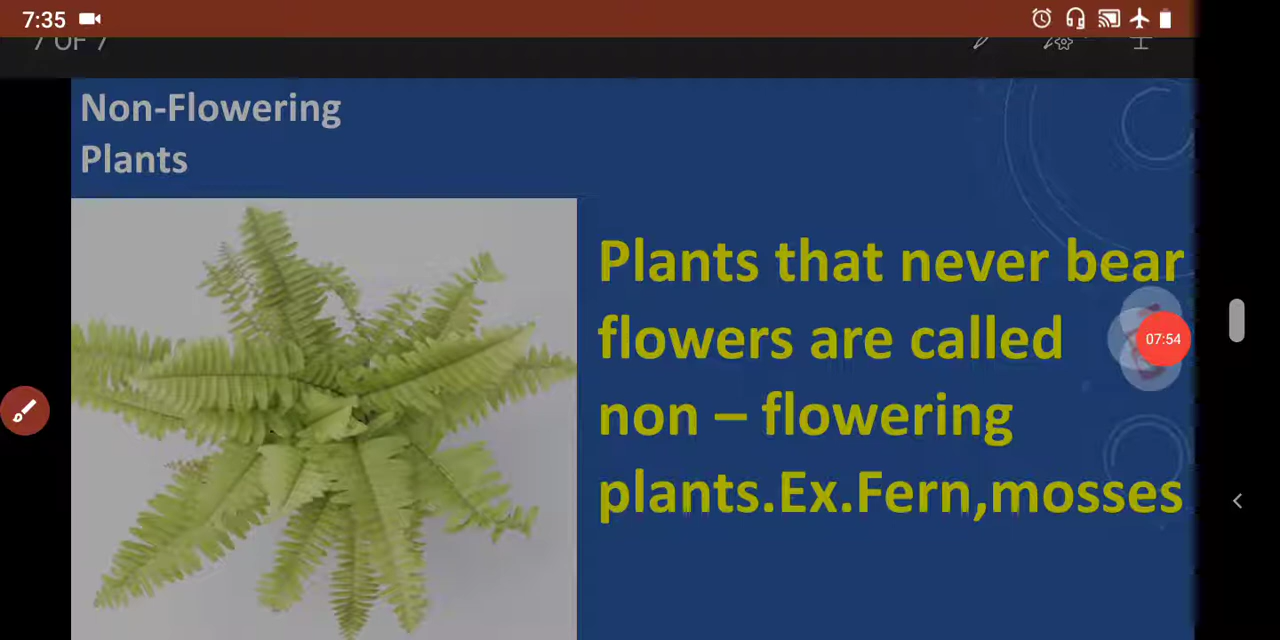 7:35
7 OF 7
Non-Flowering
Plants
Plants that never bear
flowers are called
07:54
non – flowering
plants.Ex.Fern,mosses